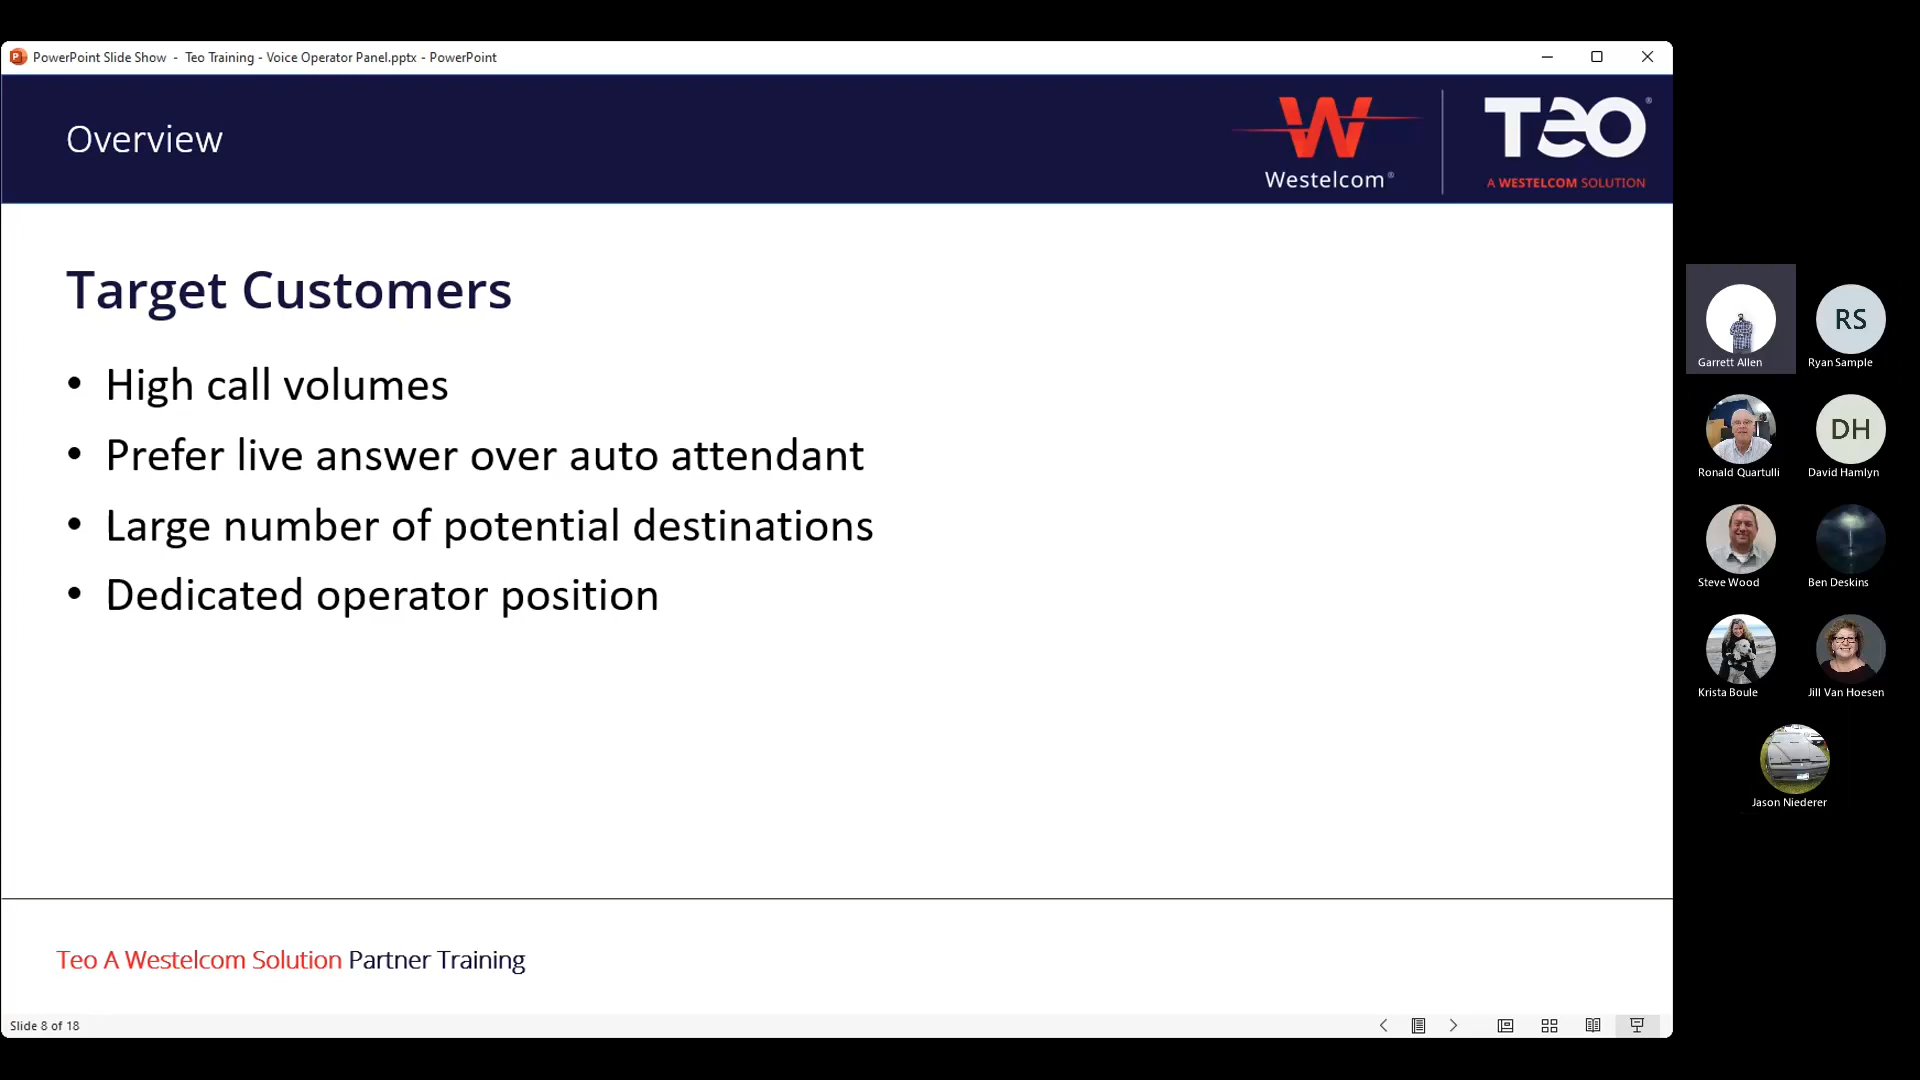 PowerPoint Slide Show - Teo Training - Voice Operator Panel.pptx - PowerPoint
Overview
W
Westelcom®
Teo®
A WESTELCOM SOLUTION
Target Customers
• High call volumes
• Prefer live answer over auto attendant
• Large number of potential destinations
• Dedicated operator position
Teo A Westelcom Solution Partner Training
Slide 8 of 18
Garrett Allen
RS
Ryan Sample
Ronald Quartulli
DH
David Hamlyn
Steve Wood
Ben Deskins
Krista Boule
Jill Van Hoesen
Jason Niederer